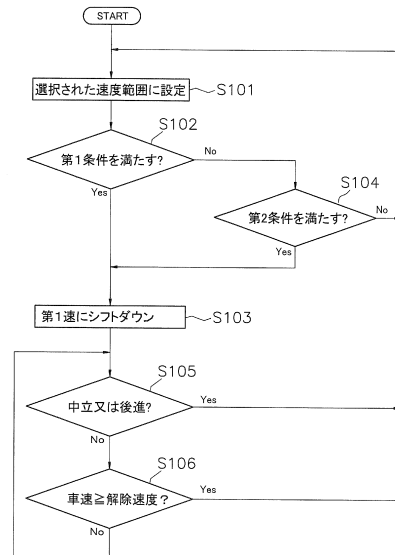 START
選択された速度範囲に設定
S101
S102
第1条件を満たす?
No
Yes
S104
第2条件を満たす?
No
Yes
第1速にシフトダウン
S103
S105
中立又は後進?
Yes
No
S106
車速≧解除速度?
Yes
No